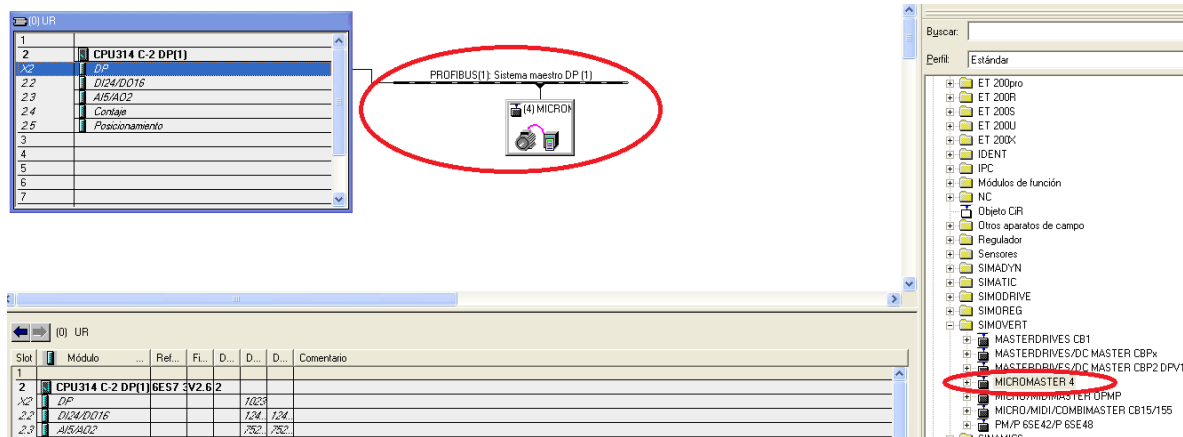 (0) UR
1
2 CPU314 C-2 DP(1)
X2 DP
2.2 DI24/DO16
2.3 AI5/AO2
2.4 Contaje
2.5 Posicionamiento
3
4
5
6
7
PROFIBUS(1): Sistema maestro DP (1)
(4) MICROM
(0) UR
Slot Módulo ... Ref... Fi... D... D... D... Comentario
1
2 CPU314 C-2 DP(1) 6ES7 3 V2.6 2
X2 DP 1023
2.2 DI24/DO16 124... 124...
2.3 AI5/AO2 752... 752...
Buscar:
Perfil: Estándar
ET 200pro
ET 200R
ET 200S
ET 200U
ET 200X
IDENT
IPC
Módulos de función
NC
Objeto CiR
Otros aparatos de campo
Regulador
Sensores
SIMADYN
SIMATIC
SIMODRIVE
SIMOREG
SIMOVERT
MASTERDRIVES CB1
MASTERDRIVES/DC MASTER CBPx
MASTERDRIVES/DC MASTER CBP2 DPV1
MICROMASTER 4
MICRO/MIDIMASTER OPMP
MICRO/MIDI/COMBIMASTER CB15/155
PM/P 6SE42/P 6SE48
SINAMICS